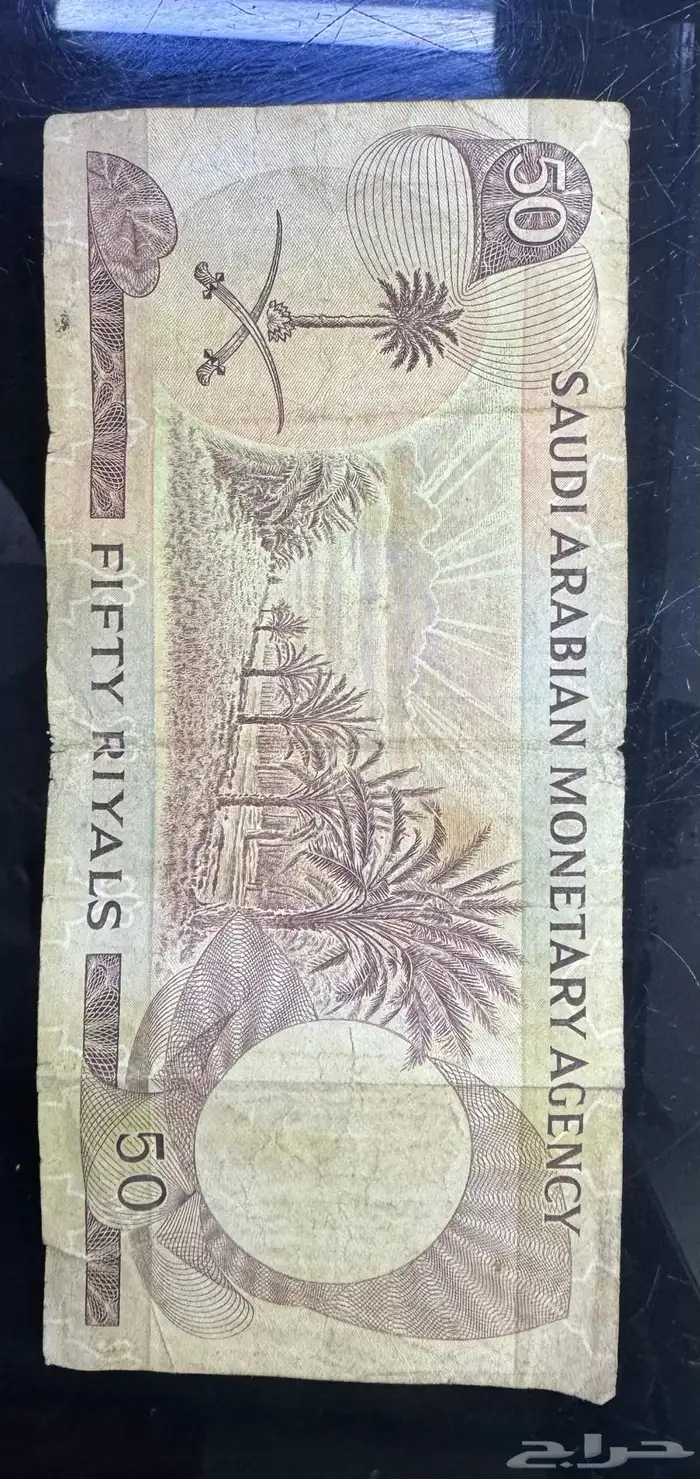 50
SAUDI ARABIAN MONETARY AGENCY
FIFTY RIYALS
50
حراج